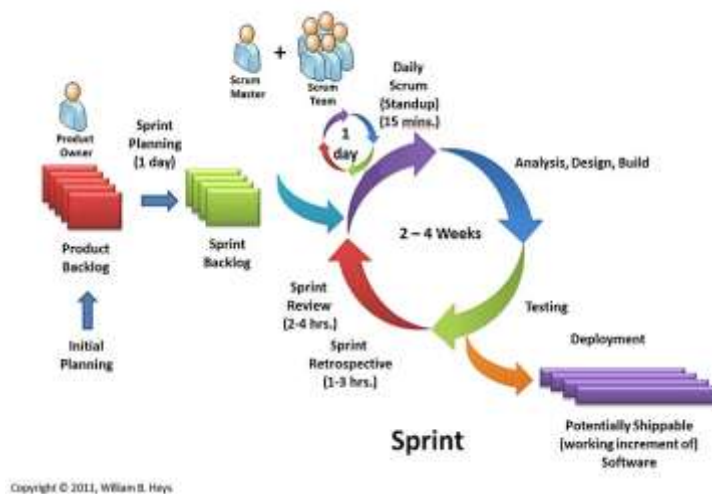 Scrum
Master
+
Scrum
Team
Product
Owner
Sprint
Planning
(1 day)
1
day
Daily
Scrum
(Standup)
(15 mins.)
Analysis, Design, Build
2 – 4 Weeks
Product
Backlog
Sprint
Backlog
Initial
Planning
Sprint
Review
(2-4 hrs.)
Sprint
Retrospective
(1-3 hrs.)
Testing
Deployment
Potentially Shippable
(working increment of)
Software
Sprint
Copyright © 2011, William B. Heys